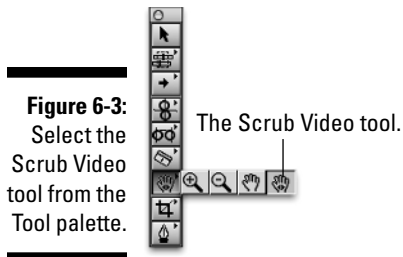 Figure 6-3:
Select the
Scrub Video
tool from the
Tool palette.
The Scrub Video tool.